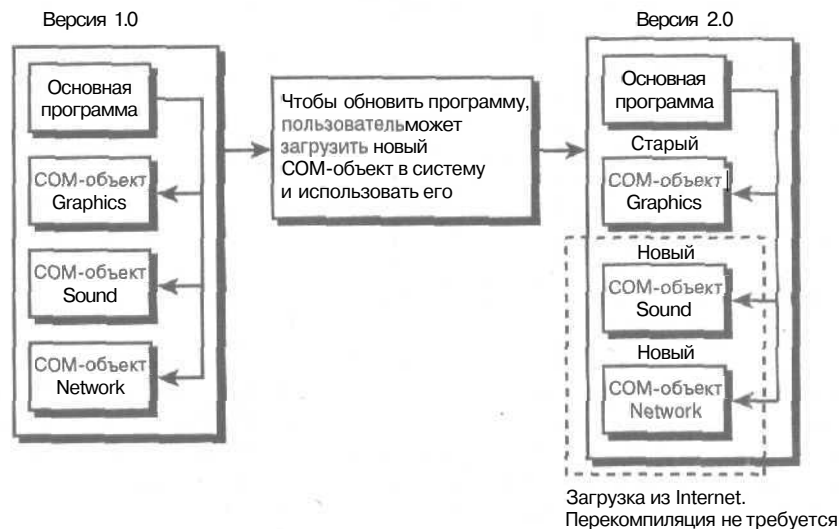 Версия 1.0
Основная
программа
COM-объект
Graphics
COM-объект
Sound
COM-объект
Network
Чтобы обновить программу,
пользователь может
загрузить новый
COM-объект в систему
и использовать его
Версия 2.0
Основная
программа
Старый
COM-объект
Graphics
Новый
COM-объект
Sound
Новый
COM-объект
Network
Загрузка из Internet.
Перекомпиляция не требуется